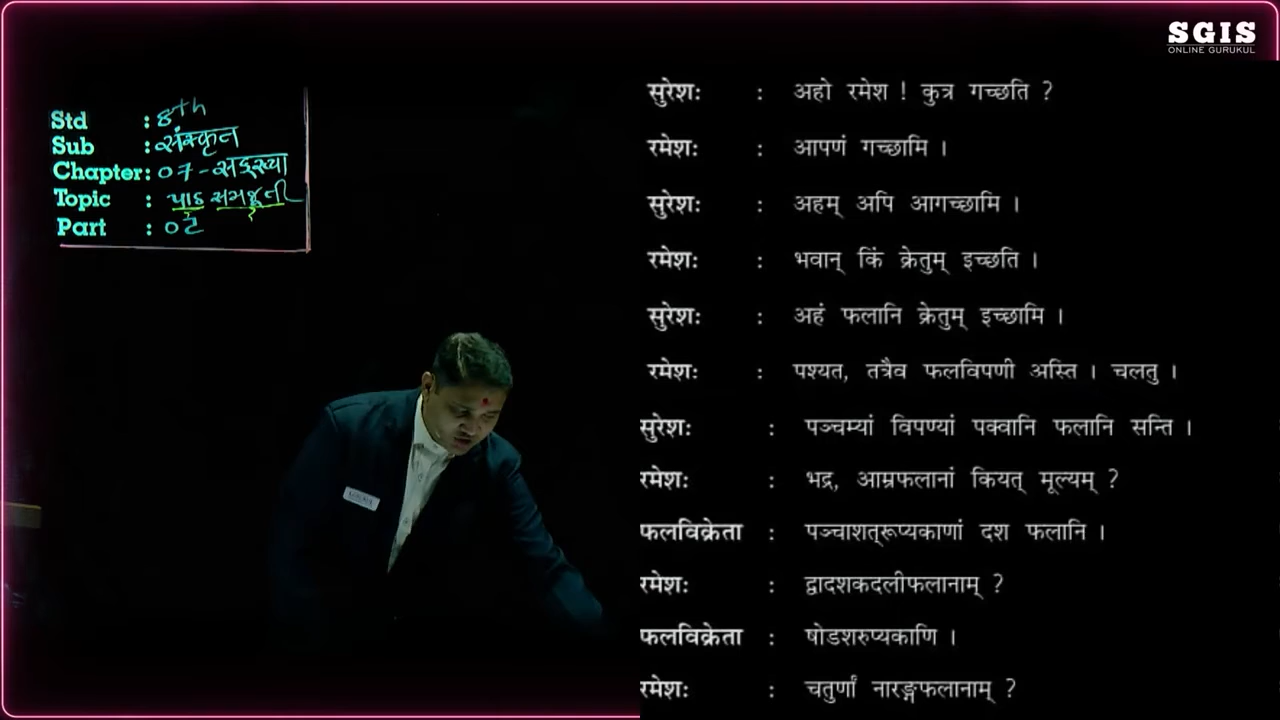 SGIS
ONLINE GURUKUL
Std : 8th
Sub : संस्कृत
Chapter : 07 - सङ्ख्या
Topic : પાઠ સમજૂતી
Part : 02
सुरेशः : अहो रमेश ! कुत्र गच्छति ?
रमेशः : आपणं गच्छामि ।
सुरेशः : अहम् अपि आगच्छामि ।
रमेशः : भवान् किं क्रेतुम् इच्छति ।
सुरेशः : अहं फलानि क्रेतुम् इच्छामि ।
रमेशः : पश्यत, तत्रैव फलविपणी अस्ति । चलतु ।
सुरेशः : पञ्चम्यां विपण्यां पक्वानि फलानि सन्ति ।
रमेशः : भद्र, आम्रफलानां कियत् मूल्यम् ?
फलविक्रेता : पञ्चाशत्‌रूप्यकाणां दश फलानि ।
रमेशः : द्वादशकदलीफलानाम् ?
फलविक्रेता : षोडशरुप्यकाणि ।
रमेशः : चतुर्णां नारङ्गफलानाम् ?